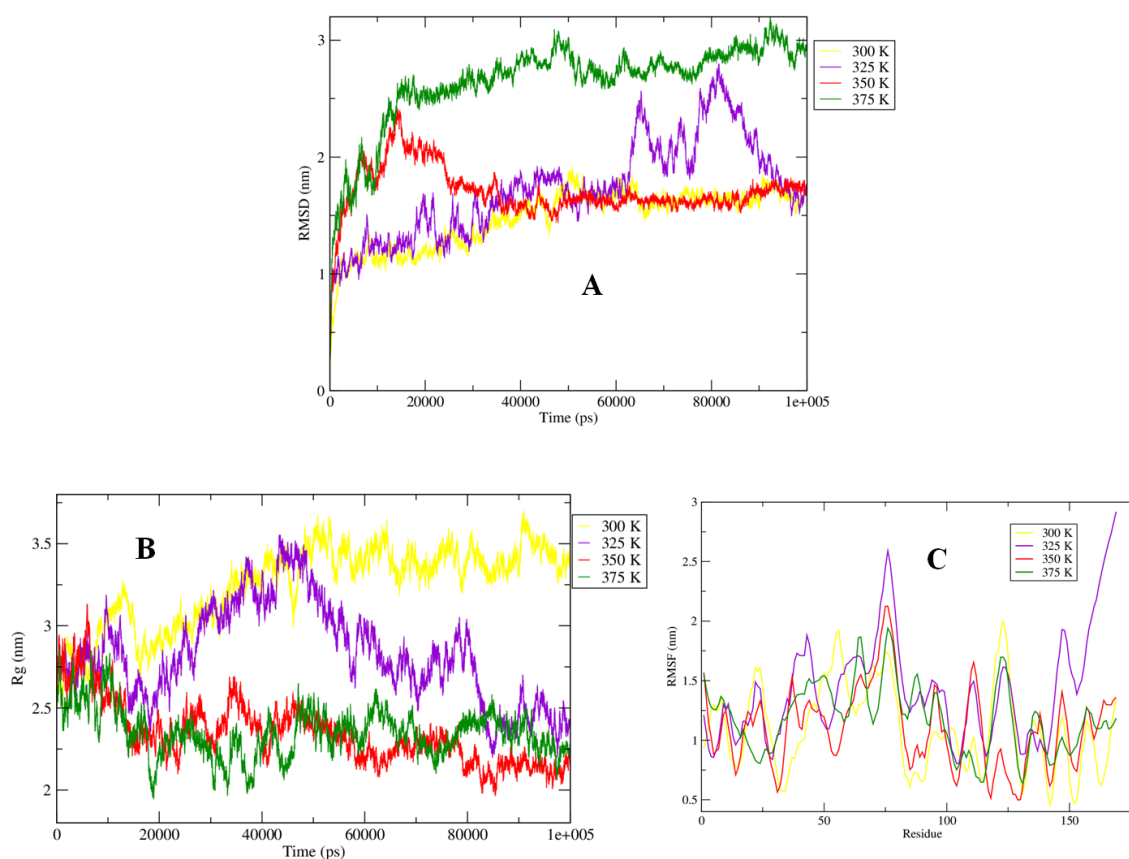 3
2
1
0
RMSD (nm)
A
300 K
325 K
350 K
375 K
0
20000
40000
60000
80000
1e+005
Time (ps)
3.5
3
2.5
2
Rg (nm)
B
300 K
325 K
350 K
375 K
0
20000
40000
60000
80000
1e+005
Time (ps)
3
2.5
2
1.5
1
0.5
RMSF (nm)
C
300 K
325 K
350 K
375 K
0
50
100
150
Residue